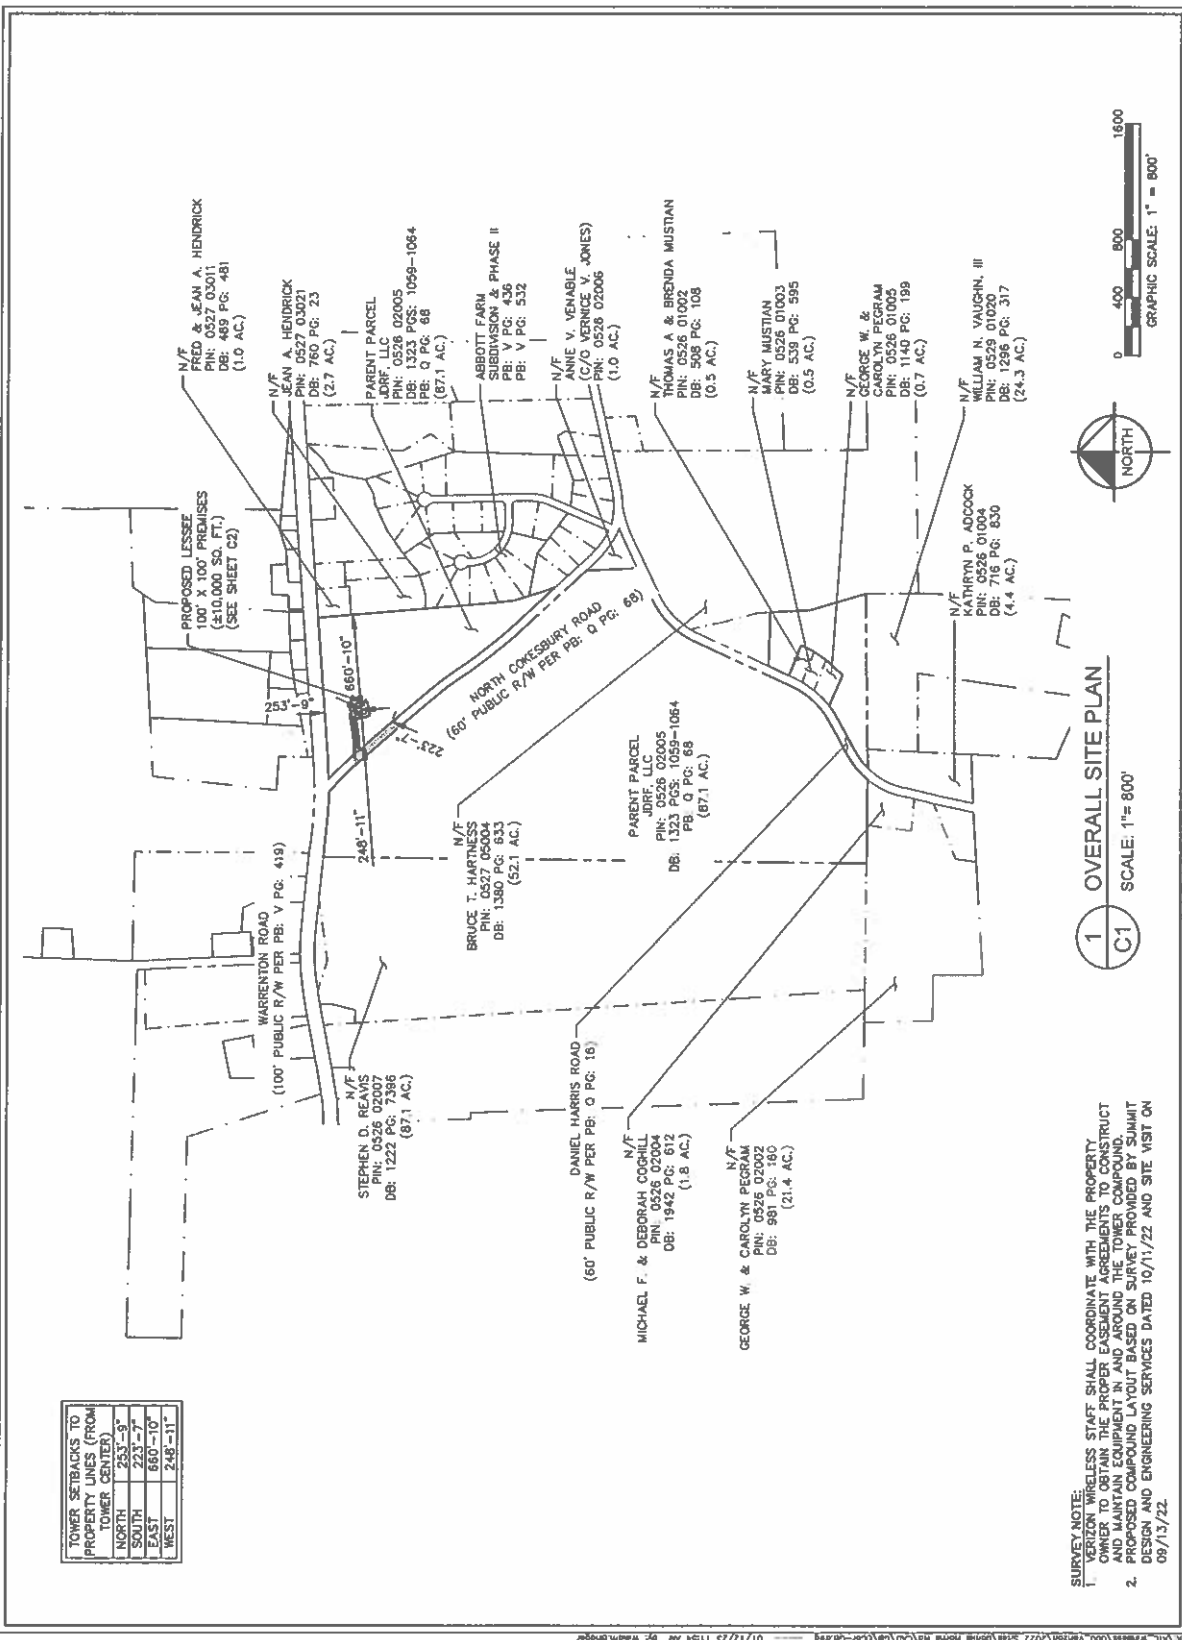 TOWER SETBACKS TO
PROPERTY LINES (FROM
TOWER CENTER)
NORTH 253'-9"
SOUTH 223'-7"
EAST 660'-10"
WEST 248'-11"
PROPOSED LESSEE
100' X 100' PREMISES
(±10,000 SQ. FT.)
(SEE SHEET C2)
N/F
FRED & JEAN A. HENDRICK
PIN: 0527 03011
DB: 469 PG: 481
(1.0 AC.)
N/F
JEAN A. HENDRICK
PIN: 0527 03021
DB: 760 PG: 23
(2.7 AC.)
PARENT PARCEL
JDRF, LLC
PIN: 0526 02005
DB: 1323 PGS: 1059-1064
PB: Q PG: 68
(87.1 AC.)
ABBOTT FARM
SUBDIVISION & PHASE II
PB: V PG: 436
PB: V PG: 532
N/F
ANNE V. VENABLE
(C/O VERNICE V. JONES)
PIN: 0526 02006
(1.0 AC.)
N/F
THOMAS A & BRENDA MUSTIAN
PIN: 0526 01002
DB: 508 PG: 108
(0.5 AC.)
N/F
MARY MUSTIAN
PIN: 0526 01003
DB: 539 PG: 595
(0.5 AC.)
N/F
GEORGE W. &
CAROLYN PEGRAM
PIN: 0526 01005
DB: 1140 PG: 199
(0.7 AC.)
N/F
WILLIAM N. VAUGHN, III
PIN: 0529 01020
DB: 1296 PG: 317
(24.3 AC.)
N/F
KATHRYN P. ADCOCK
PIN: 0526 01004
DB: 716 PG: 830
(4.4 AC.)
253'-9"
660'-10"
223'-7"
248'-11"
NORTH COKESBURY ROAD
(60' PUBLIC R/W PER PB: Q PG: 68)
WARRENTON ROAD
(100' PUBLIC R/W PER PB: V PG: 419)
N/F
BRUCE T. HARTNESS
PIN: 0527 05004
DB: 1380 PG: 633
(52.1 AC.)
PARENT PARCEL
JDRF, LLC
PIN: 0526 02005
DB: 1323 PGS: 1059-1064
PB: Q PG: 68
(87.1 AC.)
N/F
STEPHEN D. REAVIS
PIN: 0526 02007
DB: 1222 PG: 7396
(87.1 AC.)
DANIEL HARRIS ROAD
(60' PUBLIC R/W PER PB: O PG: 16)
N/F
MICHAEL F. & DEBORAH COGHILL
PIN: 0526 02004
DB: 1942 PG: 612
(1.8 AC.)
N/F
GEORGE W. & CAROLYN PEGRAM
PIN: 0526 02002
DB: 981 PG: 160
(21.4 AC.)
SURVEY NOTE:
1. VERIZON WIRELESS STAFF SHALL COORDINATE WITH THE PROPERTY
OWNER TO OBTAIN THE PROPER EASEMENT AGREEMENTS TO CONSTRUCT
AND MAINTAIN EQUIPMENT IN AND AROUND THE TOWER COMPOUND.
2. PROPOSED COMPOUND LAYOUT BASED ON SURVEY PROVIDED BY SUMMIT
DESIGN AND ENGINEERING SERVICES DATED 10/11/22 AND SITE VISIT ON
09/13/22
1
C1
OVERALL SITE PLAN
SCALE: 1"= 800'
NORTH
0 400 800 1600
GRAPHIC SCALE: 1" = 800'